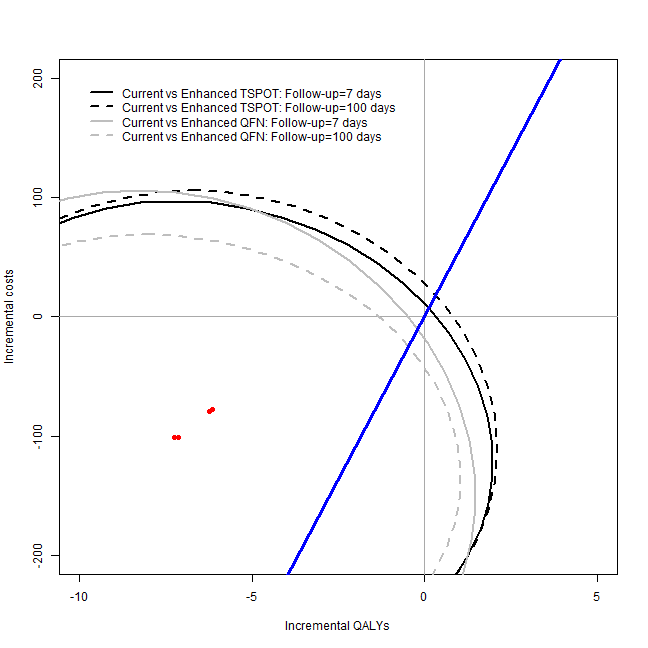 200
100
0
-100
-200
Incremental costs
Current vs Enhanced TSPOT: Follow-up=7 days
Current vs Enhanced TSPOT: Follow-up=100 days
Current vs Enhanced QFN: Follow-up=7 days
Current vs Enhanced QFN: Follow-up=100 days
-10 -5 0 5
Incremental QALYs